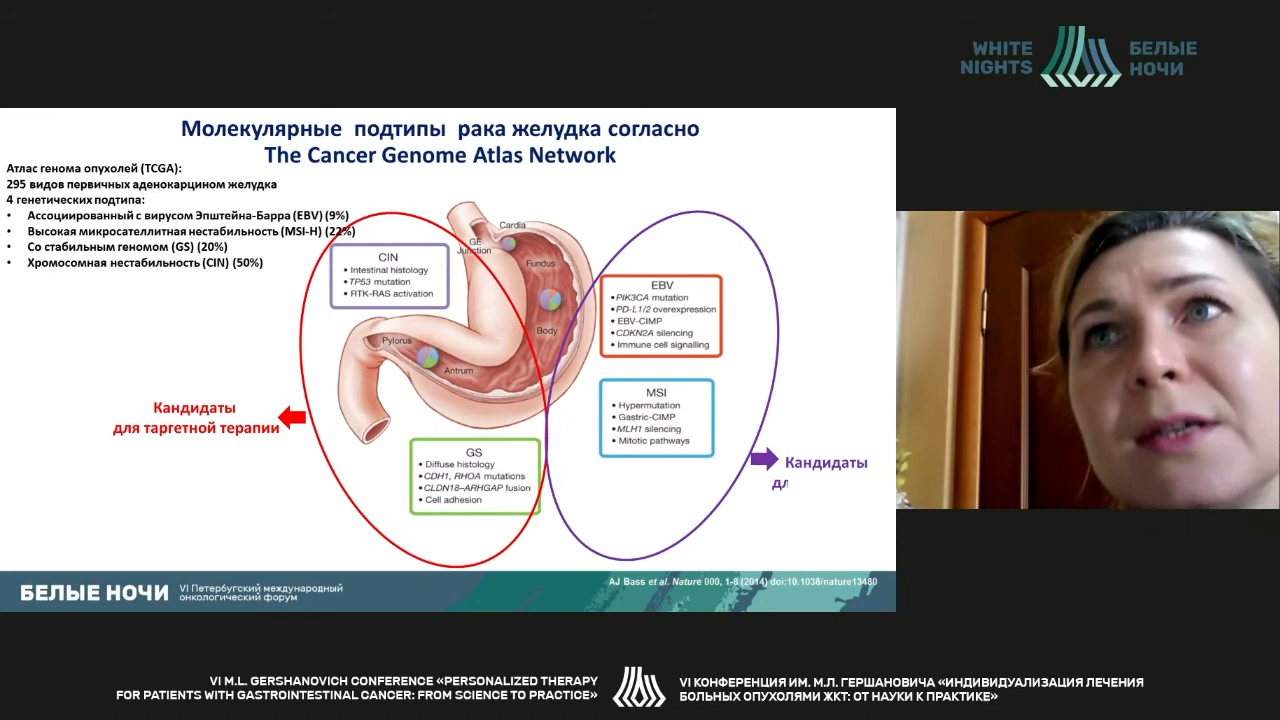 WHITE
NIGHTS
БЕЛЫЕ
НОЧИ
Молекулярные подтипы рака желудка согласно
The Cancer Genome Atlas Network
Атлас генома опухолей (TCGA):
295 видов первичных аденокарцином желудка
4 генетических подтипа:
• Ассоциированный с вирусом Эпштейна-Барра (EBV) (9%)
• Высокая микросателлитная нестабильность (MSI-H) (22%)
• Со стабильным геномом (GS) (20%)
• Хромосомная нестабильность (CIN) (50%)
CIN
• Intestinal histology
• TP53 mutation
• RTK-RAS activation
Cardia
GE
Junction
Fundus
Body
Pylorus
Antrum
EBV
• PIK3CA mutation
• PD-L1/2 overexpression
• EBV-CIMP
• CDKN2A silencing
• Immune cell signalling
MSI
• Hypermutation
• Gastric-CIMP
• MLH1 silencing
• Mitotic pathways
GS
• Diffuse histology
• CDH1, RHOA mutations
• CLDN18–ARHGAP fusion
• Cell adhesion
Кандидаты
для таргетной терапии
Кандидаты
дл
БЕЛЫЕ НОЧИ
VI Петербургский международный
онкологический форум
AJ Bass et al. Nature 000, 1-8 (2014) doi:10.1038/nature13480
VI M.L. GERSHANOVICH CONFERENCE «PERSONALIZED THERAPY
FOR PATIENTS WITH GASTROINTESTINAL CANCER: FROM SCIENCE TO PRACTICE»
VI КОНФЕРЕНЦИЯ ИМ. М.Л. ГЕРШАНОВИЧА «ИНДИВИДУАЛИЗАЦИЯ ЛЕЧЕНИЯ
БОЛЬНЫХ ОПУХОЛЯМИ ЖКТ: ОТ НАУКИ К ПРАКТИКЕ»